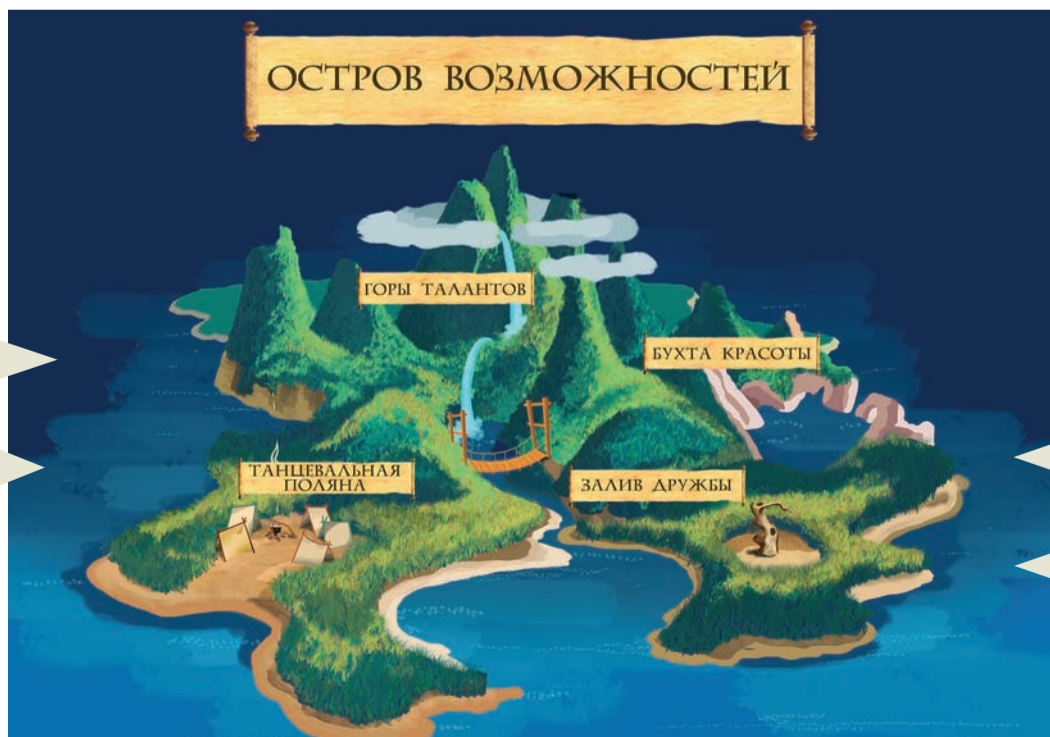 ОСТРОВ ВОЗМОЖНОСТЕЙ
ГОРЫ ТАЛАНТОВ
БУХТА КРАСОТЫ
ТАНЦЕВАЛЬНАЯ
ПОЛЯНА
ЗАЛИВ ДРУЖБЫ